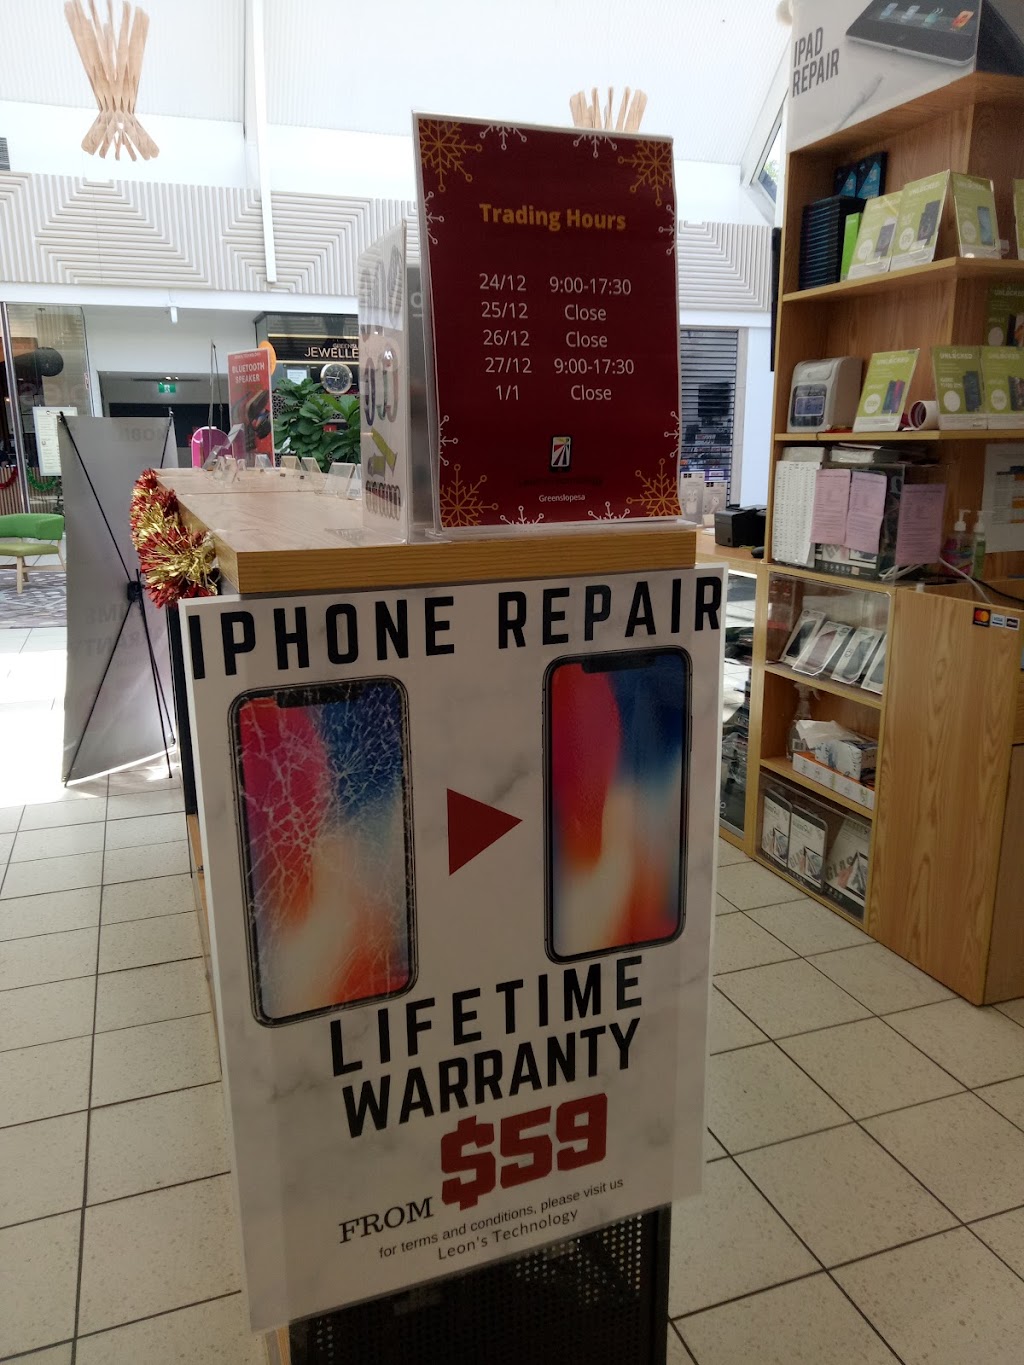 IPAD
REPAIR
Trading Hours
24/12 9:00-17:30
25/12 Close
26/12 Close
27/12 9:00-17:30
1/1 Close
Greenslopesa
JEWELLE
BLUETOOTH
SPEAKER
IPHONE REPAIR
LIFETIME
WARRANTY
FROM $59
for terms and conditions, please visit us
Leon's Technology